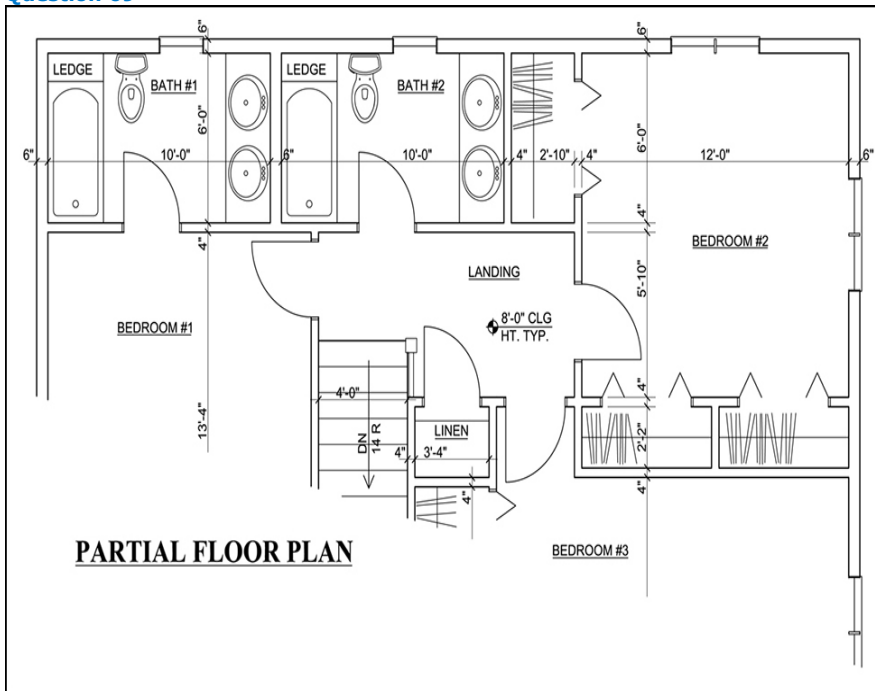 6"
6"
LEDGE
BATH #1
LEDGE
BATH #2
6'-0"
6'-0"
6"
10'-0"
6"
10'-0"
4"
2'-10"
4"
12'-0"
6"
4"
4"
BEDROOM #2
LANDING
5'-10"
BEDROOM #1
8'-0" CLG
HT. TYP.
4'-0"
4"
13'-4"
DN
14 R
LINEN
4"
3'-4"
2'-2"
4"
4"
PARTIAL FLOOR PLAN
BEDROOM #3